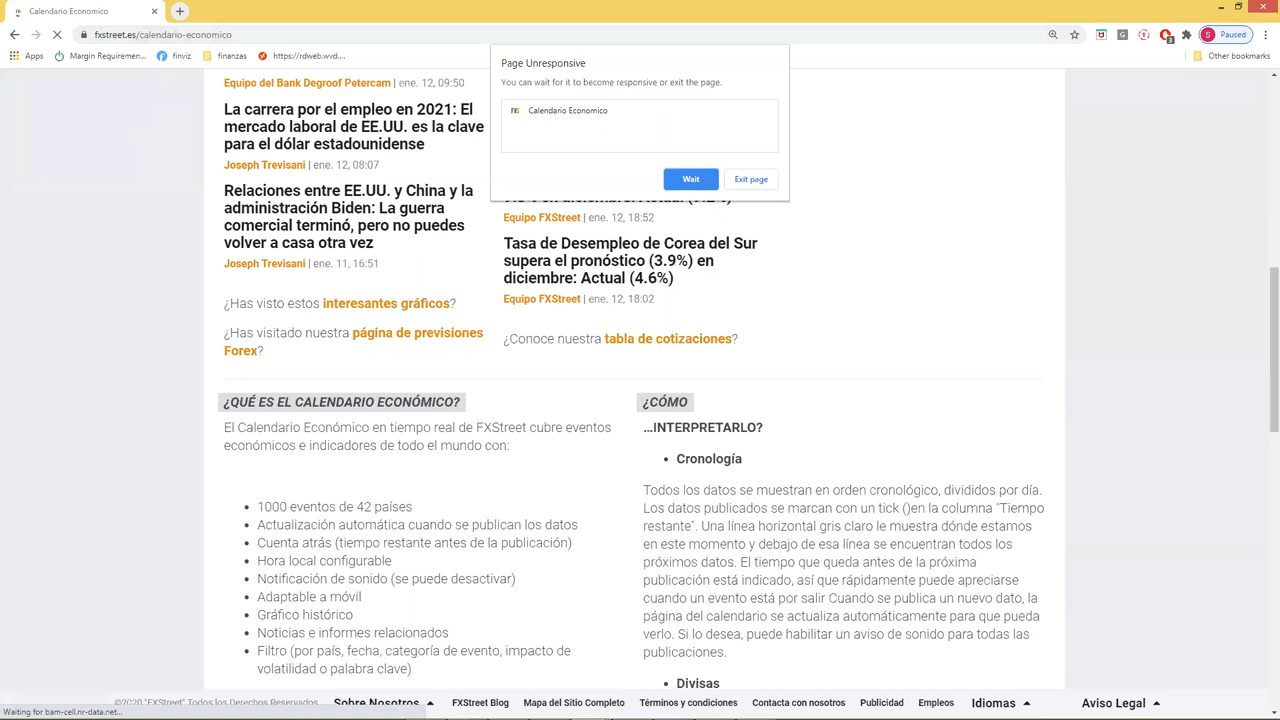 Calendario Economico
fxstreet.es/calendario-economico
Paused
Apps
Margin Requiremen...
finviz
finanzas
https://rdweb.wvd....
Other bookmarks
Page Unresponsive
You can wait for it to become responsive or exit the page.
FXS Calendario Economico
Wait
Exit page
Equipo del Bank Degroof Petercam | ene. 12, 09:50
La carrera por el empleo en 2021: El
mercado laboral de EE.UU. es la clave
para el dólar estadounidense
Joseph Trevisani | ene. 12, 08:07
Relaciones entre EE.UU. y China y la
administración Biden: La guerra
comercial terminó, pero no puedes
volver a casa otra vez
Joseph Trevisani | ene. 11, 16:51
¿Has visto estos interesantes gráficos?
¿Has visitado nuestra página de previsiones
Forex?
Equipo FXStreet | ene. 12, 18:52
Tasa de Desempleo de Corea del Sur
supera el pronóstico (3.9%) en
diciembre: Actual (4.6%)
Equipo FXStreet | ene. 12, 18:02
¿Conoce nuestra tabla de cotizaciones?
¿QUÉ ES EL CALENDARIO ECONÓMICO?
El Calendario Económico en tiempo real de FXStreet cubre eventos
económicos e indicadores de todo el mundo con:
• 1000 eventos de 42 países
• Actualización automática cuando se publican los datos
• Cuenta atrás (tiempo restante antes de la publicación)
• Hora local configurable
• Notificación de sonido (se puede desactivar)
• Adaptable a móvil
• Gráfico histórico
• Noticias e informes relacionados
• Filtro (por país, fecha, categoría de evento, impacto de
volatilidad o palabra clave)
¿CÓMO
...INTERPRETARLO?
• Cronología
Todos los datos se muestran en orden cronológico, divididos por día.
Los datos publicados se marcan con un tick ()en la columna "Tiempo
restante". Una línea horizontal gris claro le muestra dónde estamos
en este momento y debajo de esa línea se encuentran todos los
próximos datos. El tiempo que queda antes de la próxima
publicación está indicado, así que rápidamente puede apreciarse
cuando un evento está por salir Cuando se publica un nuevo dato, la
página del calendario se actualiza automáticamente para que pueda
verlo. Si lo desea, puede habilitar un aviso de sonido para todas las
publicaciones.
• Divisas
©2020 "FXStreet" Todos los Derechos Reservados
Sobre Nosotros
FXStreet Blog
Mapa del Sitio Completo
Términos y condiciones
Contacta con nosotros
Publicidad
Empleos
Idiomas
Aviso Legal
Waiting for bam-cell.nr-data.net...